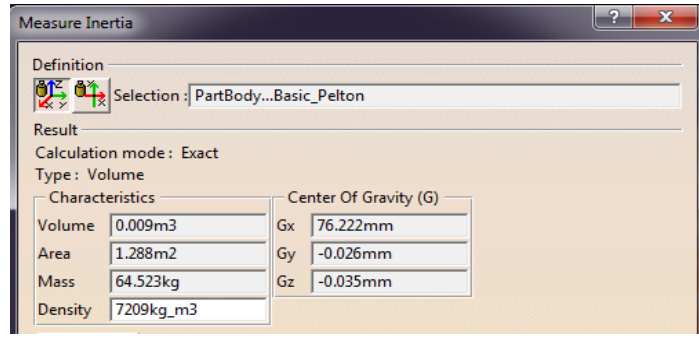 Measure Inertia
Definition
Selection : PartBody...Basic_Pelton
Result
Calculation mode : Exact
Type : Volume
Characteristics Center Of Gravity (G)
Volume 0.009m3 Gx 76.222mm
Area 1.288m2 Gy -0.026mm
Mass 64.523kg Gz -0.035mm
Density 7209kg_m3